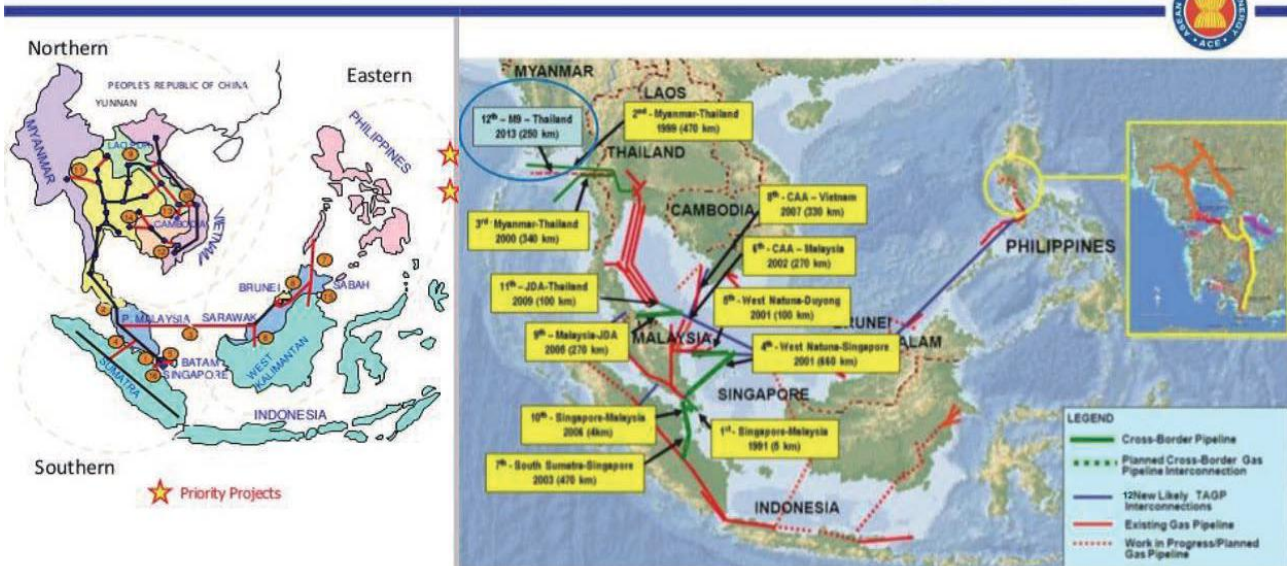 ASEAN
ENERGY
• ACE •
Northern
Eastern
PEOPLE'S REPUBLIC OF CHINA
YUNNAN
MYANMAR
LAO PDR
PHILIPPINES
CAMBODIA
VIETNAM
BRUNEI
SABAH
P. MALAYSIA
SARAWAK
BATAM
SINGAPORE
SUMATRA
WEST
KALIMANTAN
INDONESIA
Southern
Priority Projects
MYANMAR
LAOS
12th – M9 – Thailand
2013 (250 km)
2nd - Myanmar-Thailand
1999 (470 km)
THAILAND
8th - CAA – Vietnam
2007 (330 km)
CAMBODIA
3rd Myanmar-Thailand
2000 (340 km)
6th - CAA – Malaysia
2002 (270 km)
PHILIPPINES
11th – JDA-Thailand
2009 (100 km)
5th - West Natuna-Duyong
2001 (100 km)
9th – Malaysia-JDA
(270 km)
MALAYSIA
4th - West Natuna-Singapore
2001 (660 km)
SINGAPORE
10th - Singapore-Malaysia
2006 (4km)
1st - Singapore-Malaysia
1991 (5 km)
7th - South Sumatra-Singapore
2003 (470 km)
INDONESIA
LEGEND
Cross-Border Pipeline
Planned Cross-Border Gas
Pipeline Interconnection
12New Likely TAGP
Interconnections
Existing Gas Pipeline
Work in Progress/Planned
Gas Pipeline